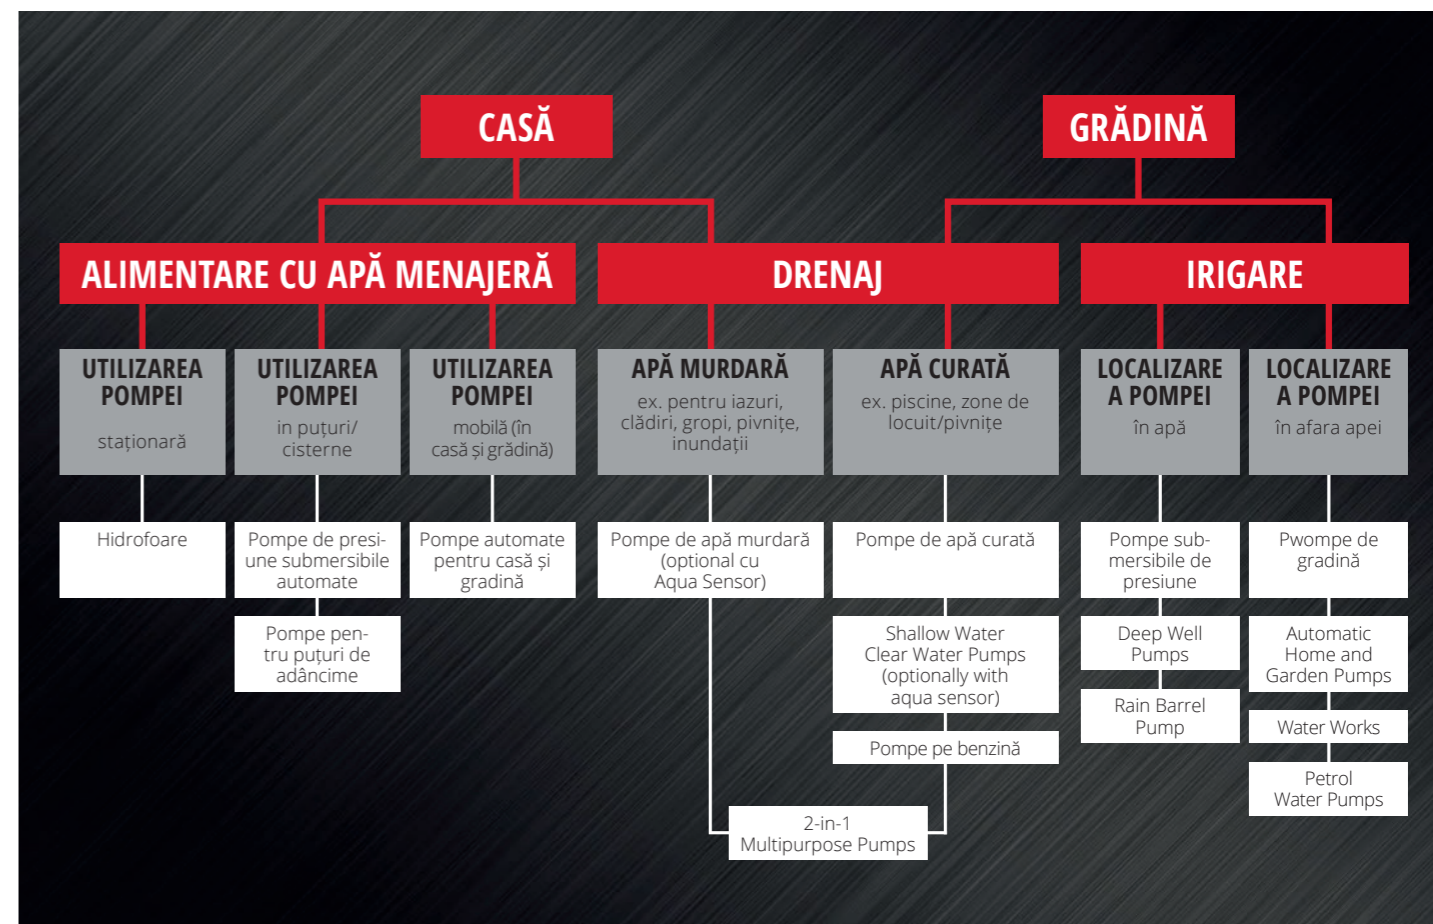 CASĂ
GRĂDINĂ
ALIMENTARE CU APĂ MENAJERĂ
DRENAJ
IRIGARE
UTILIZAREA
POMPEI
staționară
UTILIZAREA
POMPEI
in puțuri/
cisterne
UTILIZAREA
POMPEI
mobilă (în
casă și grădină)
APĂ MURDARĂ
ex. pentru iazuri,
clădiri, gropi, pivnițe,
inundații
APĂ CURATĂ
ex. piscine, zone de
locuit/pivnițe
LOCALIZARE
A POMPEI
în apă
LOCALIZARE
A POMPEI
în afara apei
Hidrofoare
Pompe de presi-
une submersibile
automate
Pompe pen-
tru puțuri de
adâncime
Pompe automate
pentru casă și
gradină
Pompe de apă murdară
(optional cu
Aqua Sensor)
Pompe de apă curată
Shallow Water
Clear Water Pumps
(optionally with
aqua sensor)
Pompe pe benzină
2-in-1
Multipurpose Pumps
Pompe sub-
mersibile de
presiune
Deep Well
Pumps
Rain Barrel
Pump
Pwompe de
gradină
Automatic
Home and
Garden Pumps
Water Works
Petrol
Water Pumps